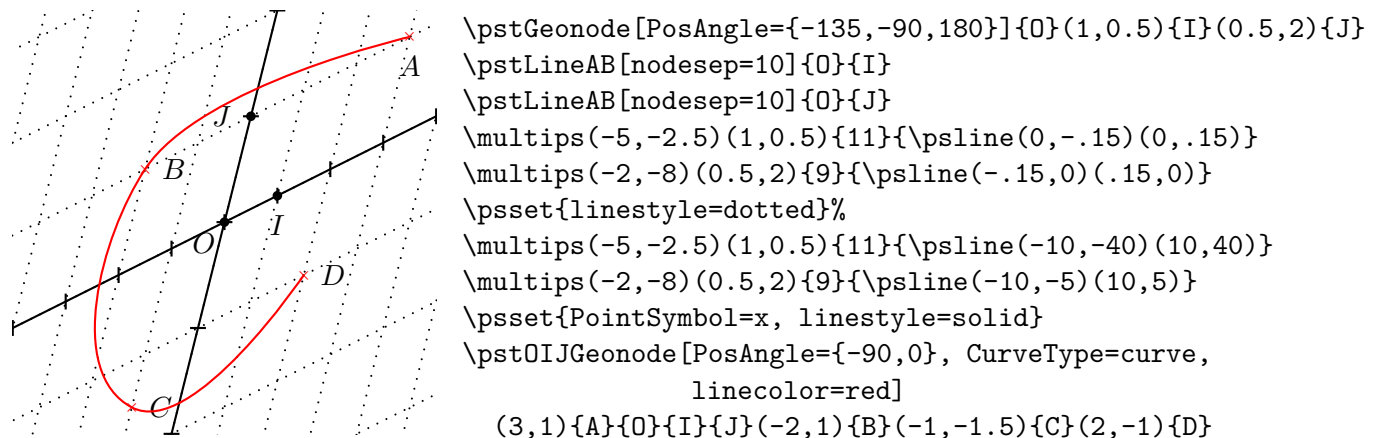 A
J
B
I
O
D
C
\pstGeonode[PosAngle={-135,-90,180}]{O}(1,0.5){I}(0.5,2){J}
\pstLineAB[nodesep=10]{O}{I}
\pstLineAB[nodesep=10]{O}{J}
\multips(-5,-2.5)(1,0.5){11}{\psline(0,-.15)(0,.15)}
\multips(-2,-8)(0.5,2){9}{\psline(-.15,0)(.15,0)}
\psset{linestyle=dotted}%
\multips(-5,-2.5)(1,0.5){11}{\psline(-10,-40)(10,40)}
\multips(-2,-8)(0.5,2){9}{\psline(-10,-5)(10,5)}
\psset{PointSymbol=x, linestyle=solid}
\pstOIJGeonode[PosAngle={-90,0}, CurveType=curve,
linecolor=red]
(3,1){A}{O}{I}{J}(-2,1){B}(-1,-1.5){C}(2,-1){D}